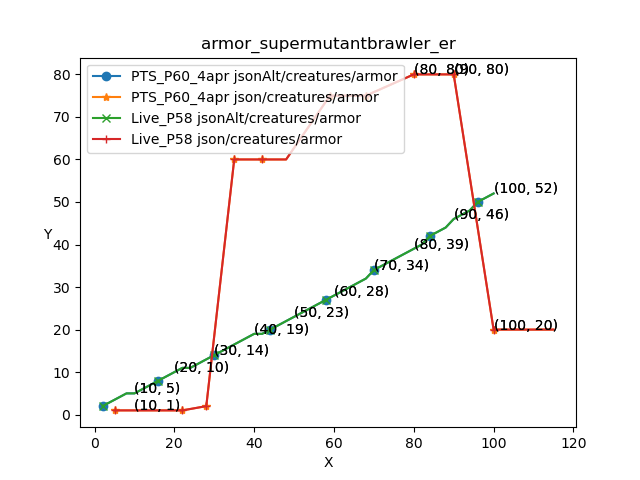 armor_supermutantbrawler_er
PTS_P60_4apr jsonAlt/creatures/armor
PTS_P60_4apr json/creatures/armor
Live_P58 jsonAlt/creatures/armor
Live_P58 json/creatures/armor
(80, 80)
(90, 80)
(100, 52)
(90, 46)
(80, 39)
(70, 34)
(60, 28)
(50, 23)
(40, 19)
(30, 14)
(20, 10)
(10, 5)
(10, 1)
(100, 20)
Y
80
70
60
50
40
30
20
10
0
0 20 40 60 80 100 120
X